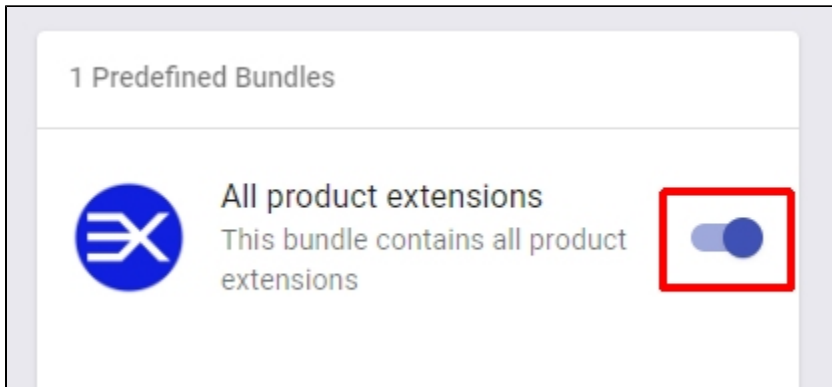 1 Predefined Bundles
All product extensions
This bundle contains all product
extensions